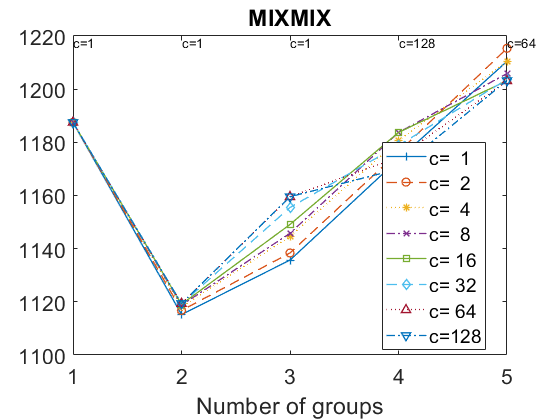 MIXMIX
1220
c=1 c=1 c=1 c=128 c=64
1200
1180
1160
1140
1120
1100
c= 1
c= 2
c= 4
c= 8
c= 16
c= 32
c= 64
c=128
1 2 3 4 5
Number of groups